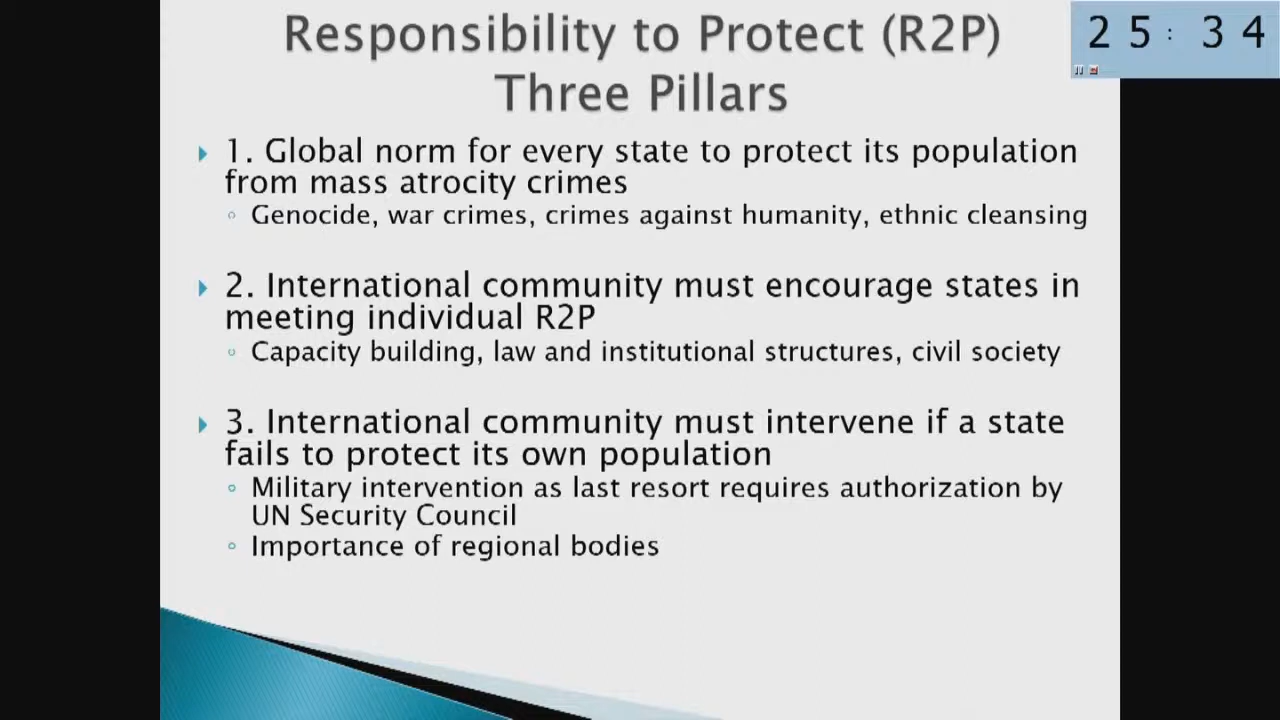 Responsibility to Protect (R2P)
Three Pillars
25: 34
1. Global norm for every state to protect its population
from mass atrocity crimes
Genocide, war crimes, crimes against humanity, ethnic cleansing
2. International community must encourage states in
meeting individual R2P
Capacity building, law and institutional structures, civil society
3. International community must intervene if a state
fails to protect its own population
Military intervention as last resort requires authorization by
UN Security Council
Importance of regional bodies